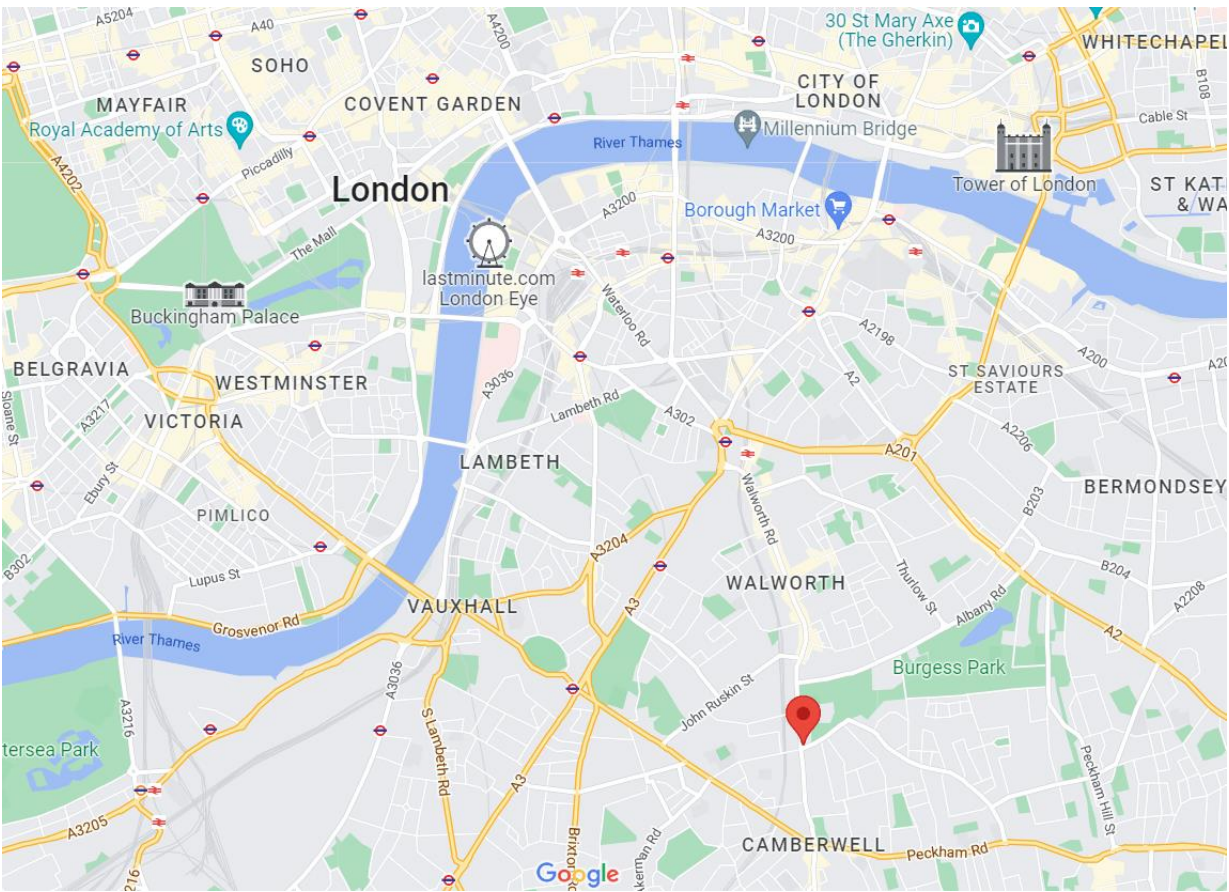 A5204
A40
A4200
30 St Mary Axe
(The Gherkin)
WHITECHAPEL
SOHO
B108
MAYFAIR
COVENT GARDEN
CITY OF
LONDON
Royal Academy of Arts
Piccadilly
River Thames
Millennium Bridge
Cable St
A4202
London
Tower of London
ST KAT
& WA
A3200
Borough Market
A3200
The Mall
lastminute.com
London Eye
Buckingham Palace
Waterloo Rd
A2198
A200
BELGRAVIA
WESTMINSTER
A3036
A2
ST SAVIOURS
ESTATE
A20
Sloane St
A3217
VICTORIA
Lambeth Rd
A302
A2206
LAMBETH
A201
Ebury St
Walworth Rd
B203
BERMONDSEY
PIMLICO
A3204
B302
Lupus St
WALWORTH
Thurlow St
B204
VAUXHALL
A3
Albany Rd
A2208
Grosvenor Rd
River Thames
A2
Burgess Park
A3036
John Ruskin St
A3216
S Lambeth Rd
tersea Park
A3
Peckham Hill St
A3205
Brixton Rd
kerman Rd
CAMBERWELL
Peckham Rd
216
Google